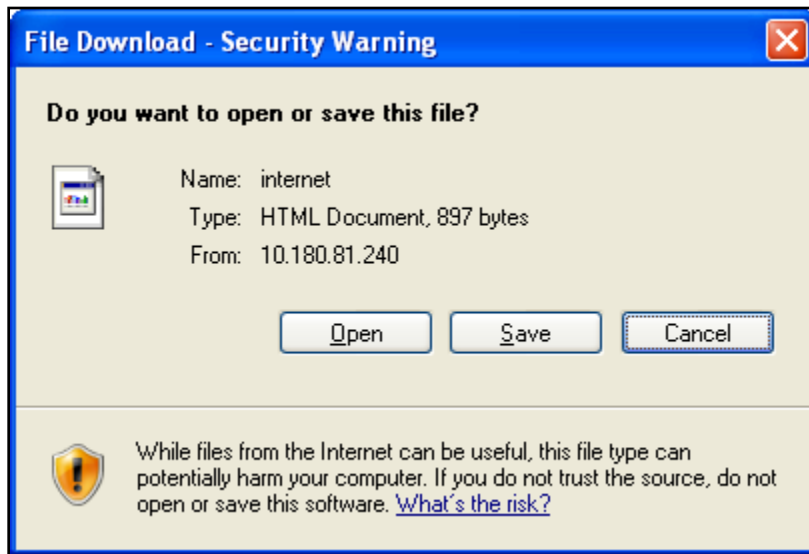 File Download - Security Warning
Do you want to open or save this file?
Name: internet
Type: HTML Document, 897 bytes
From: 10.180.81.240
Open Save Cancel
While files from the Internet can be useful, this file type can
potentially harm your computer. If you do not trust the source, do not
open or save this software. What's the risk?